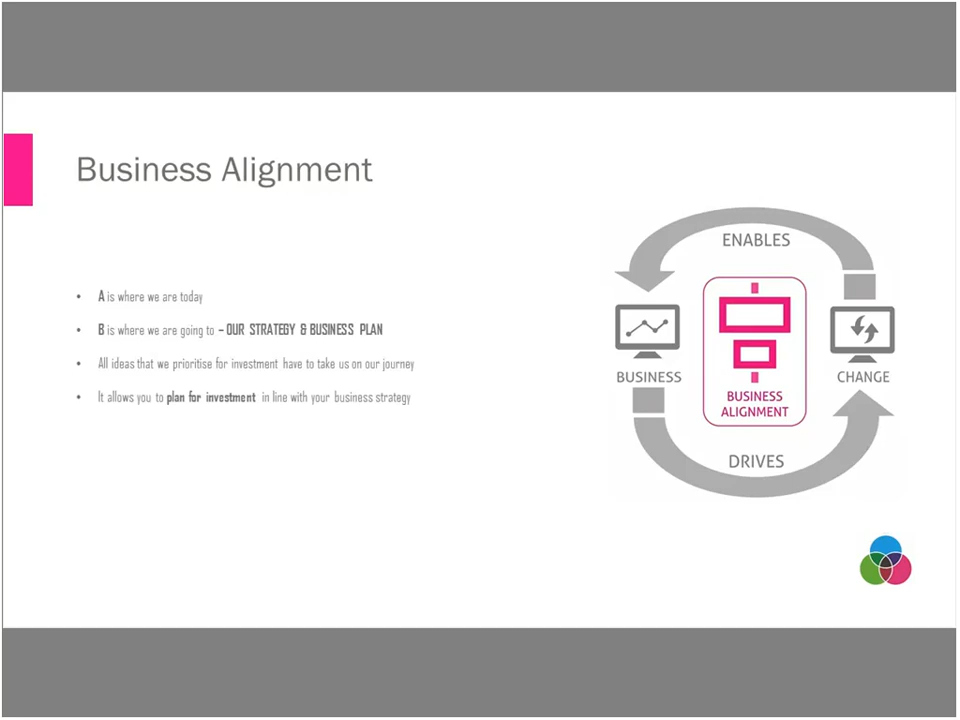 Business Alignment
• A is where we are today
• B is where we are going to – OUR STRATEGY & BUSINESS PLAN
• All ideas that we prioritise for investment have to take us on our journey
• It allows you to plan for investment in line with your business strategy
ENABLES
BUSINESS
CHANGE
BUSINESS
ALIGNMENT
DRIVES